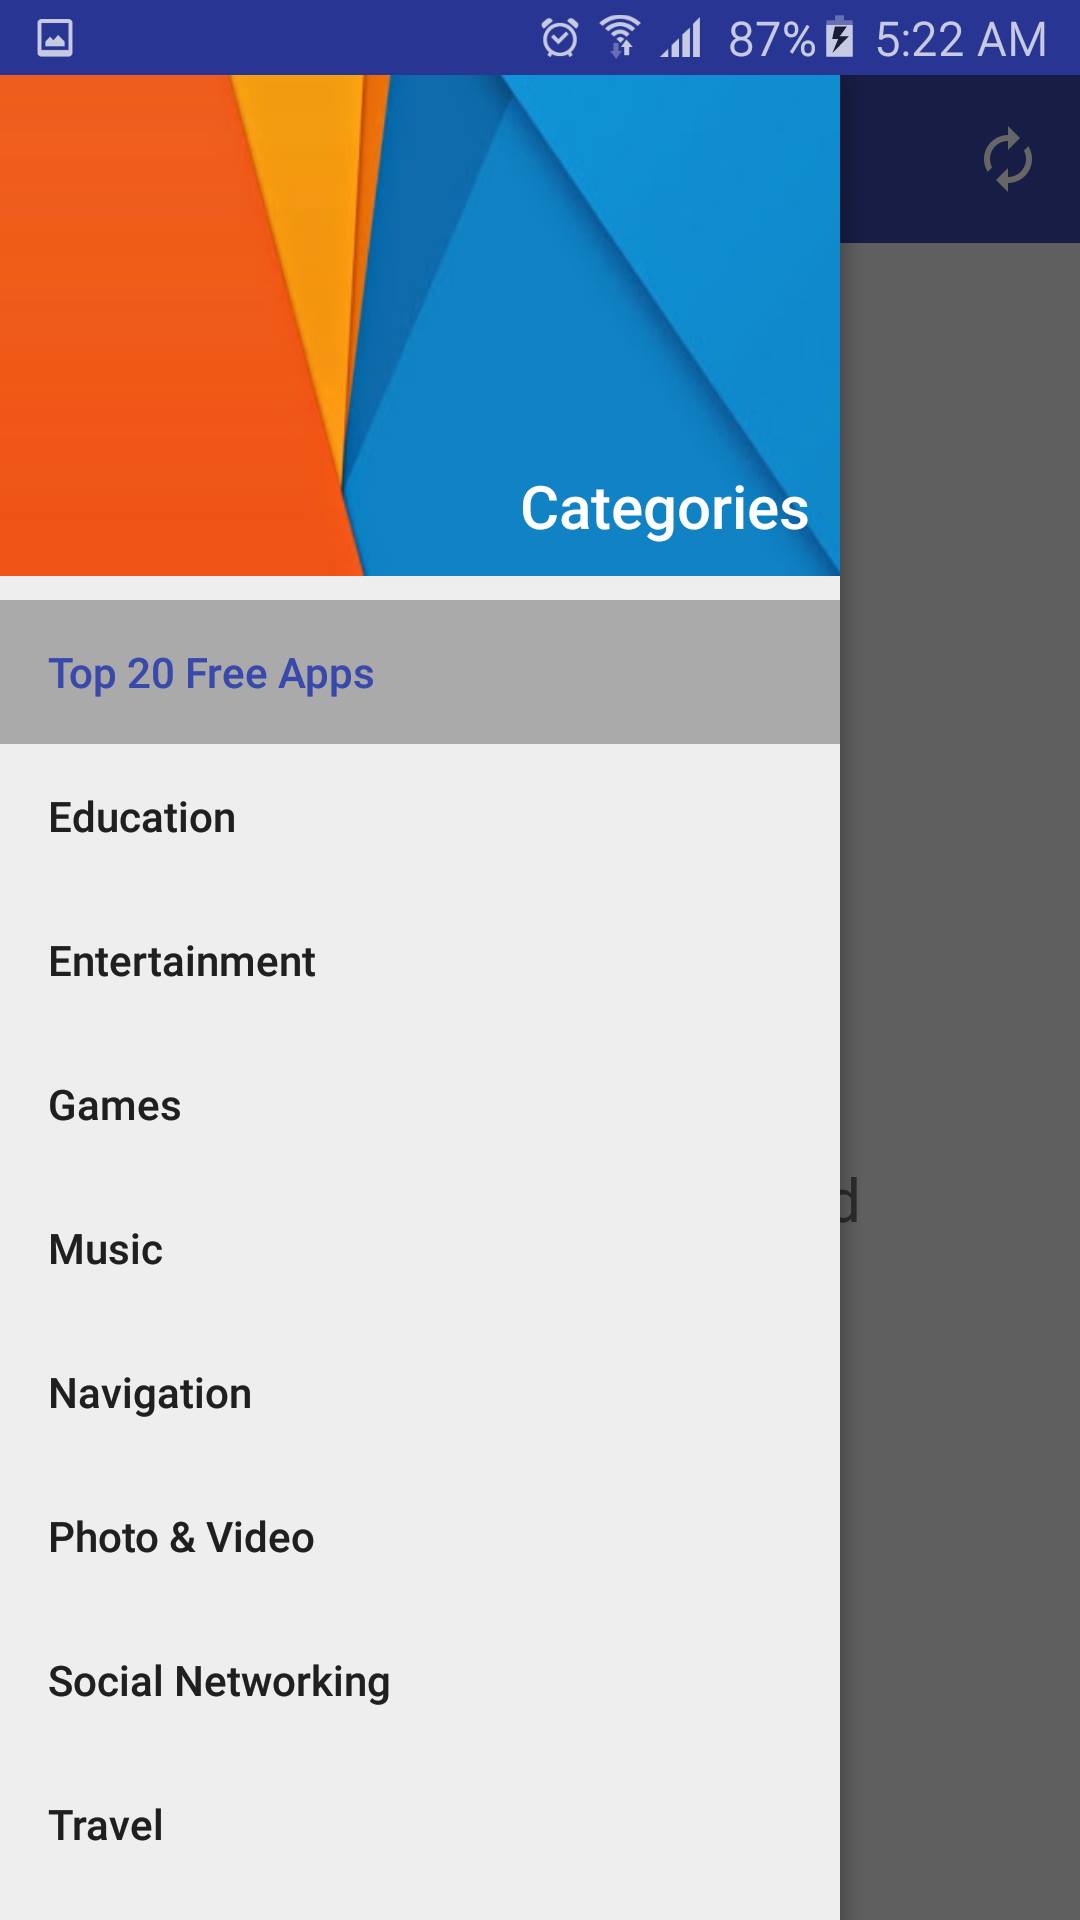 87% 5:22 AM
Categories
Top 20 Free Apps
Education
Entertainment
Games
d
Music
Navigation
Photo & Video
Social Networking
Travel